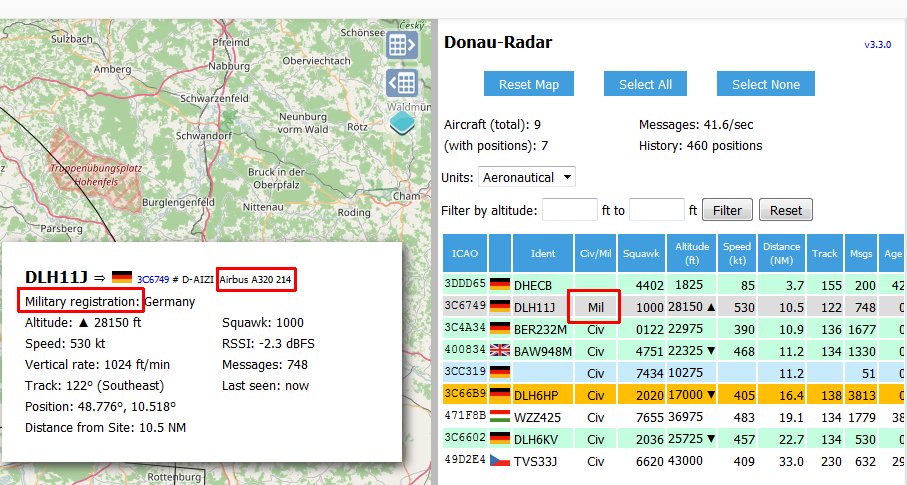 Český
Sulzbach
Pfreimd
Schönsee
Amberg
Nabburg
Oberviechtach
Schwarzenfeld
Neunburg
vorm Wald
Rötz
Waldmün
Schwandorf
Truppenübungsplatz
Hohenfels
Bruck in der
Oberpfalz
Cham
Burglengenfeld
Nittenau
Roding
Parsberg
DLH11J ⇒ 3C6749 # D-AIZI Airbus A320 214
Military registration: Germany
Altitude: ▲ 28150 ft Squawk: 1000
Speed: 530 kt RSSI: -2.3 dBFS
Vertical rate: 1024 ft/min Messages: 748
Track: 122° (Southeast) Last seen: now
Position: 48.776°, 10.518°
Distance from Site: 10.5 NM
Rottenburg
Donau-Radar v3.3.0
Reset Map Select All Select None
Aircraft (total): 9 Messages: 41.6/sec
(with positions): 7 History: 460 positions
Units: Aeronautical
Filter by altitude: ft to ft Filter Reset
ICAO Ident Civ/Mil Squawk Altitude (ft) Speed (kt) Distance (NM) Track Msgs Age
3DDD65 DHECB 4402 1825 85 3.7 155 200 42
3C6749 DLH11J Mil 1000 28150 ▲ 530 10.5 122 748 0
3C4A34 BER232M Civ 0122 22975 390 10.9 136 1677 0
400834 BAW948M Civ 4751 22325 ▼ 468 11.2 134 1330 0
3CC319 Civ 7434 10275 11.2 51 0
3C66B9 DLH6HP Civ 2020 17000 ▼ 405 16.4 138 3813 0
471F8B WZZ425 Civ 7655 36975 483 19.1 134 1779 38
3C6602 DLH6KV Civ 2036 25725 ▼ 457 22.7 134 530 0
49D2E4 TVS33J Civ 6620 43000 409 33.0 230 632 29